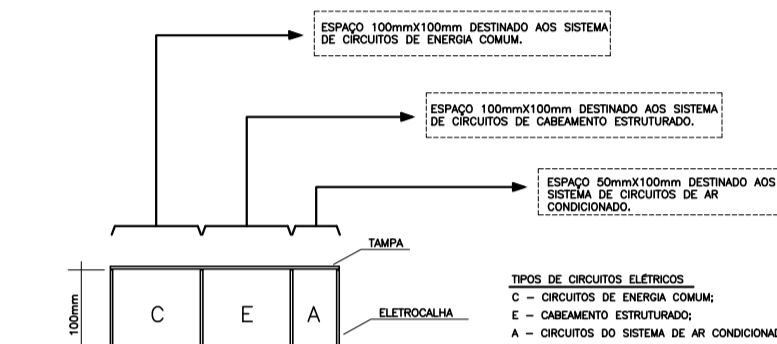 ESPAÇO 100mmX100mm DESTINADO AOS SISTEMA
DE CIRCUITOS DE ENERGIA COMUM.
ESPAÇO 100mmX100mm DESTINADO AOS SISTEMA
DE CIRCUITOS DE CABEAMENTO ESTRUTURADO.
ESPAÇO 50mmX100mm DESTINADO AOS
SISTEMA DE CIRCUITOS DE AR
CONDICIONADO.
TAMPA
100mm
C
E
A
ELETROCALHA
TIPOS DE CIRCUITOS ELÉTRICOS
C – CIRCUITOS DE ENERGIA COMUM;
E – CABEAMENTO ESTRUTURADO;
A – CIRCUITOS DO SISTEMA DE AR CONDICIONAD